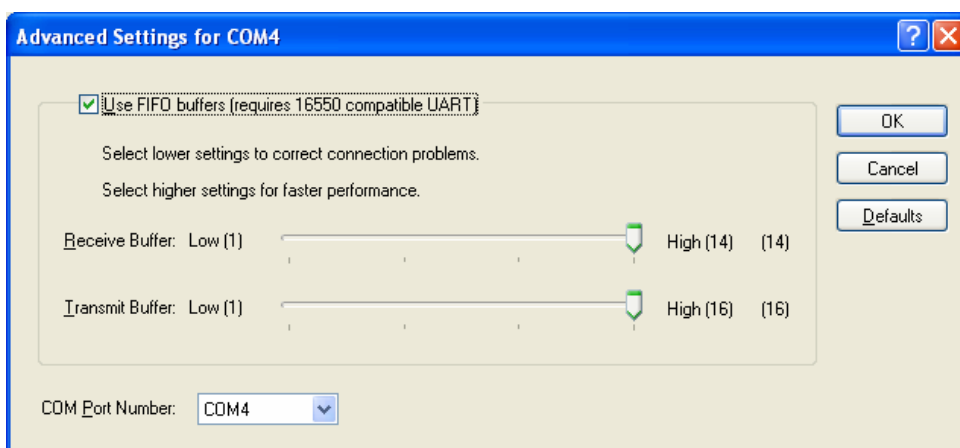 Advanced Settings for COM4
Use FIFO buffers (requires 16550 compatible UART)
OK
Select lower settings to correct connection problems.
Cancel
Select higher settings for faster performance.
Defaults
Receive Buffer: Low (1) High (14) (14)
Transmit Buffer: Low (1) High (16) (16)
COM Port Number: COM4